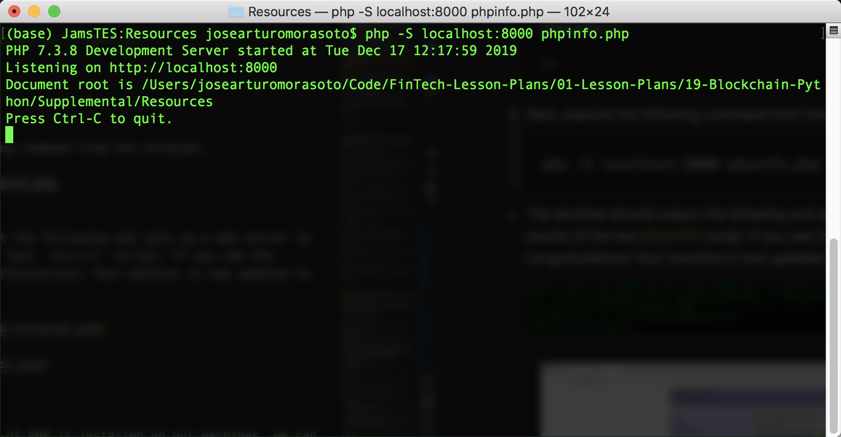 Resources — php -S localhost:8000 phpinfo.php — 102×24
[(base) JamsTES:Resources josearturomorasoto$ php -S localhost:8000 phpinfo.php ]
PHP 7.3.8 Development Server started at Tue Dec 17 12:17:59 2019
Listening on http://localhost:8000
Document root is /Users/josearturomorasoto/Code/FinTech-Lesson-Plans/01-Lesson-Plans/19-Blockchain-Pyt
hon/Supplemental/Resources
Press Ctrl-C to quit.